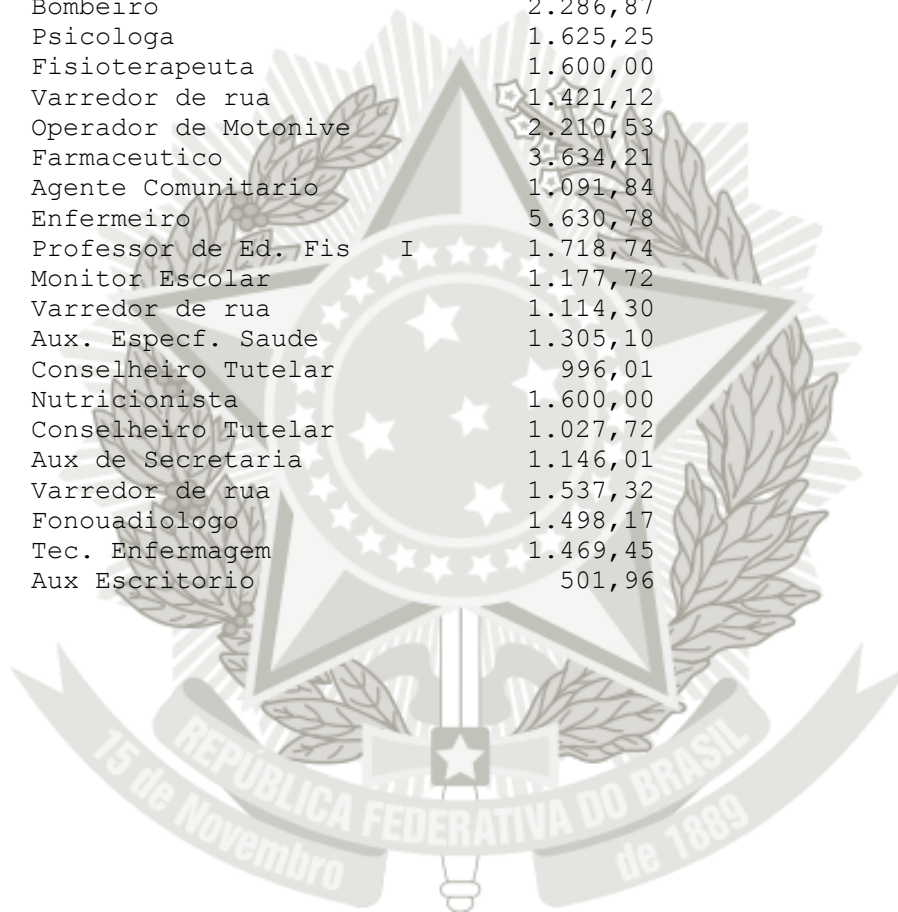 Bombeiro 2.286,87
Psicologa 1.625,25
Fisioterapeuta 1.600,00
Varredor de rua 1.421,12
Operador de Motonive 2.210,53
Farmaceutico 3.634,21
Agente Comunitario 1.091,84
Enfermeiro 5.630,78
Professor de Ed. Fis I 1.718,74
Monitor Escolar 1.177,72
Varredor de rua 1.114,30
Aux. Especf. Saude 1.305,10
Conselheiro Tutelar 996,01
Nutricionista 1.600,00
Conselheiro Tutelar 1.027,72
Aux de Secretaria 1.146,01
Varredor de rua 1.537,32
Fonouadiologo 1.498,17
Tec. Enfermagem 1.469,45
Aux Escritorio 501,96
REPÚBLICA FEDERATIVA DO BRASIL
15 de Novembro de 1889